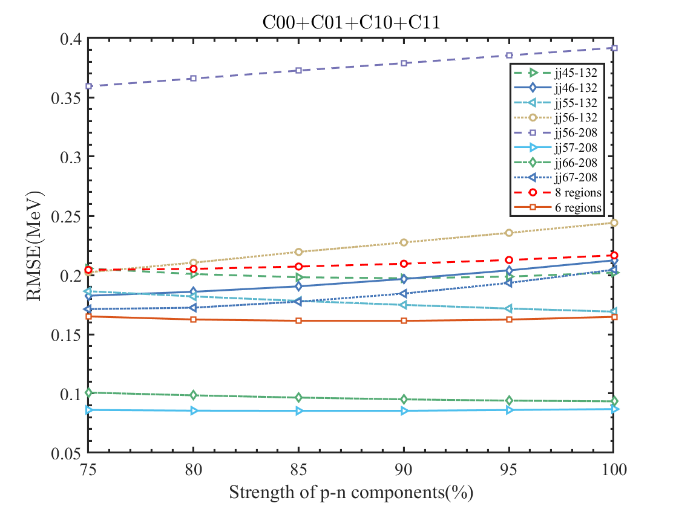 C00+C01+C10+C11
0.4
0.35
0.3
0.25
0.2
0.15
0.1
0.05
RMSE(MeV)
jj45-132
jj46-132
jj55-132
jj56-132
jj56-208
jj57-208
jj66-208
jj67-208
8 regions
6 regions
75 80 85 90 95 100
Strength of p-n components(%)